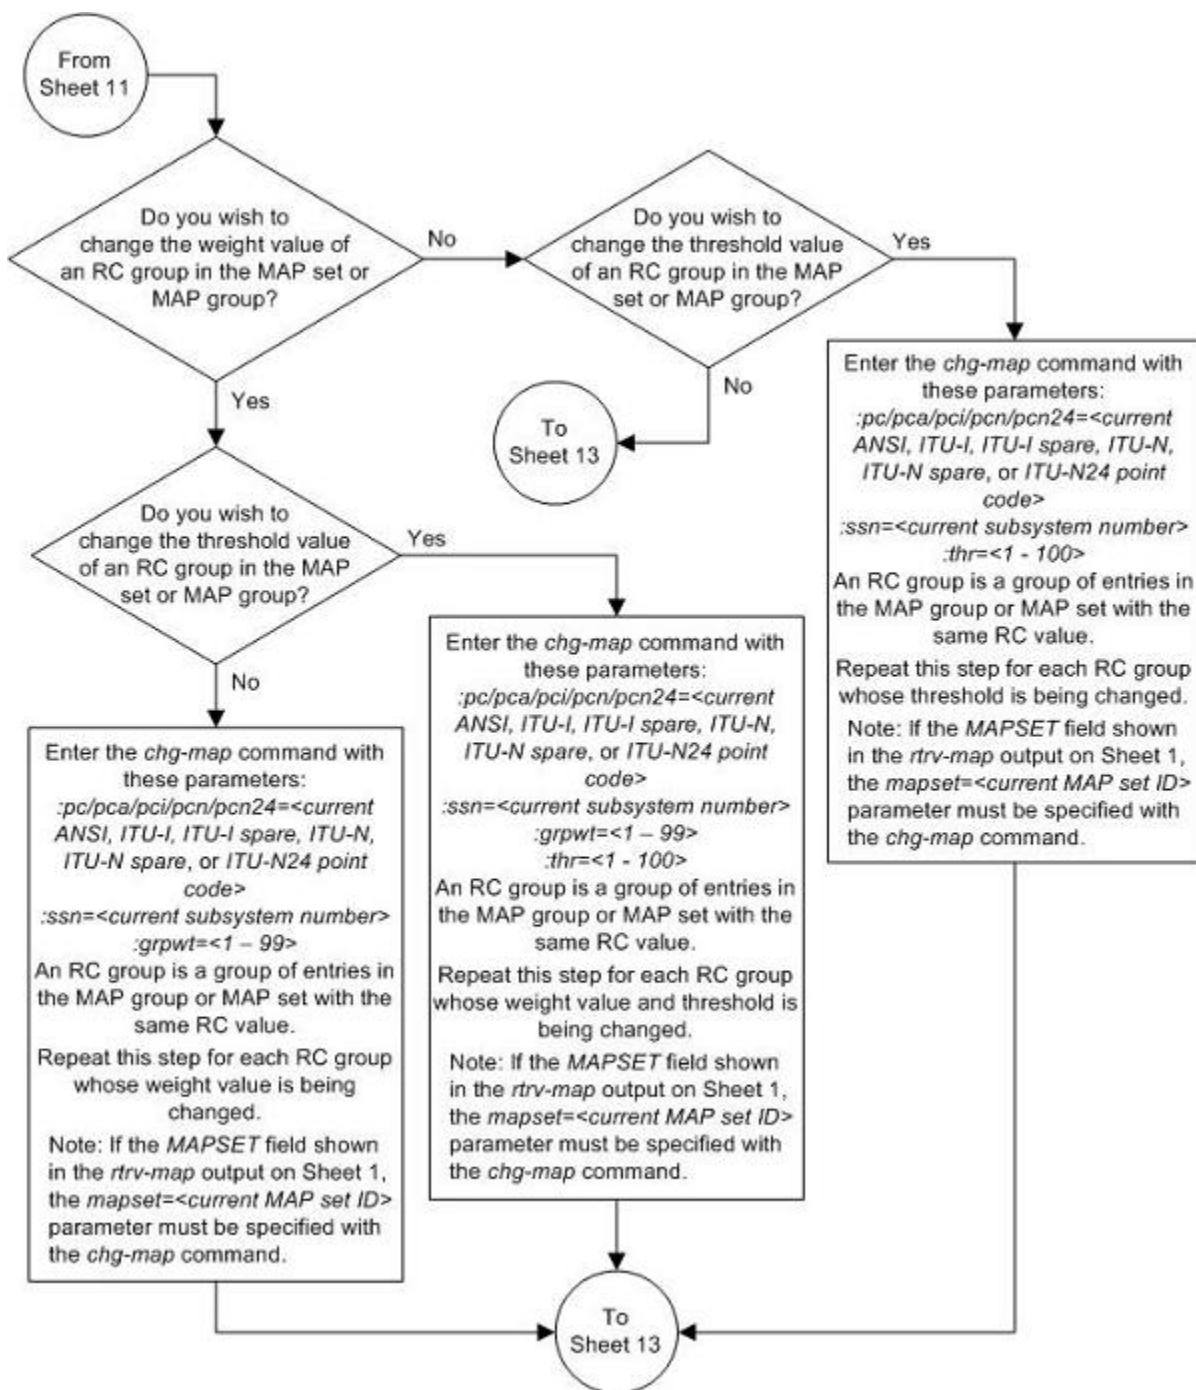 From
Sheet 11
Do you wish to
change the weight value of
an RC group in the MAP set or
MAP group?
No
Do you wish to
change the threshold value
of an RC group in the MAP
set or MAP group?
Yes
Enter the chg-map command with
these parameters:
:pc/pca/pci/pcn/pcn24=<current
ANSI, ITU-I, ITU-I spare, ITU-N,
ITU-N spare, or ITU-N24 point
code>
:ssn=<current subsystem number>
:thr=<1 - 100>
An RC group is a group of entries in
the MAP group or MAP set with the
same RC value.
Repeat this step for each RC group
whose threshold is being changed.
Note: If the MAPSET field shown
in the rtrv-map output on Sheet 1,
the mapset=<current MAP set ID>
parameter must be specified with
the chg-map command.
No
To
Sheet 13
Yes
Do you wish to
change the threshold value
of an RC group in the MAP
set or MAP group?
Yes
Enter the chg-map command with
these parameters:
:pc/pca/pci/pcn/pcn24=<current
ANSI, ITU-I, ITU-I spare, ITU-N,
ITU-N spare, or ITU-N24 point
code>
:ssn=<current subsystem number>
:grpwt=<1 – 99>
:thr=<1 - 100>
An RC group is a group of entries in
the MAP group or MAP set with the
same RC value.
Repeat this step for each RC group
whose weight value and threshold is
being changed.
Note: If the MAPSET field shown
in the rtrv-map output on Sheet 1,
the mapset=<current MAP set ID>
parameter must be specified with
the chg-map command.
No
Enter the chg-map command with
these parameters:
:pc/pca/pci/pcn/pcn24=<current
ANSI, ITU-I, ITU-I spare, ITU-N,
ITU-N spare, or ITU-N24 point
code>
:ssn=<current subsystem number>
:grpwt=<1 – 99>
An RC group is a group of entries in
the MAP group or MAP set with the
same RC value.
Repeat this step for each RC group
whose weight value is being
changed.
Note: If the MAPSET field shown
in the rtrv-map output on Sheet 1,
the mapset=<current MAP set ID>
parameter must be specified with
the chg-map command.
To
Sheet 13